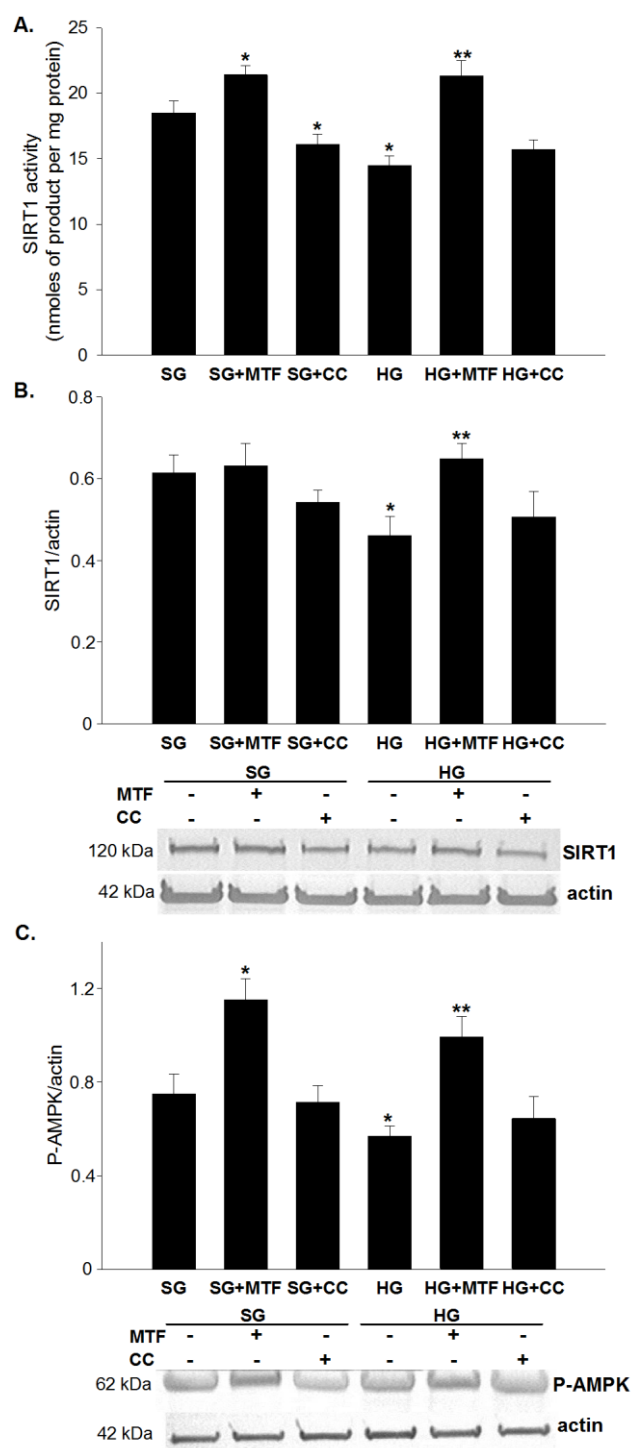 A.
SIRT1 activity
(nmoles of product per mg protein)
25
20
15
10
5
0
* * * **
SG SG+MTF SG+CC HG HG+MTF HG+CC
B.
SIRT1/actin
0.8
0.6
0.4
0.2
0
* **
SG SG+MTF SG+CC HG HG+MTF HG+CC
SG HG
MTF - + - - + -
CC - - + - - +
120 kDa SIRT1
42 kDa actin
C.
P-AMPK/actin
1.2
0.8
0.4
0
* * **
SG SG+MTF SG+CC HG HG+MTF HG+CC
SG HG
MTF - + - - + -
CC - - + - - +
62 kDa P-AMPK
42 kDa actin